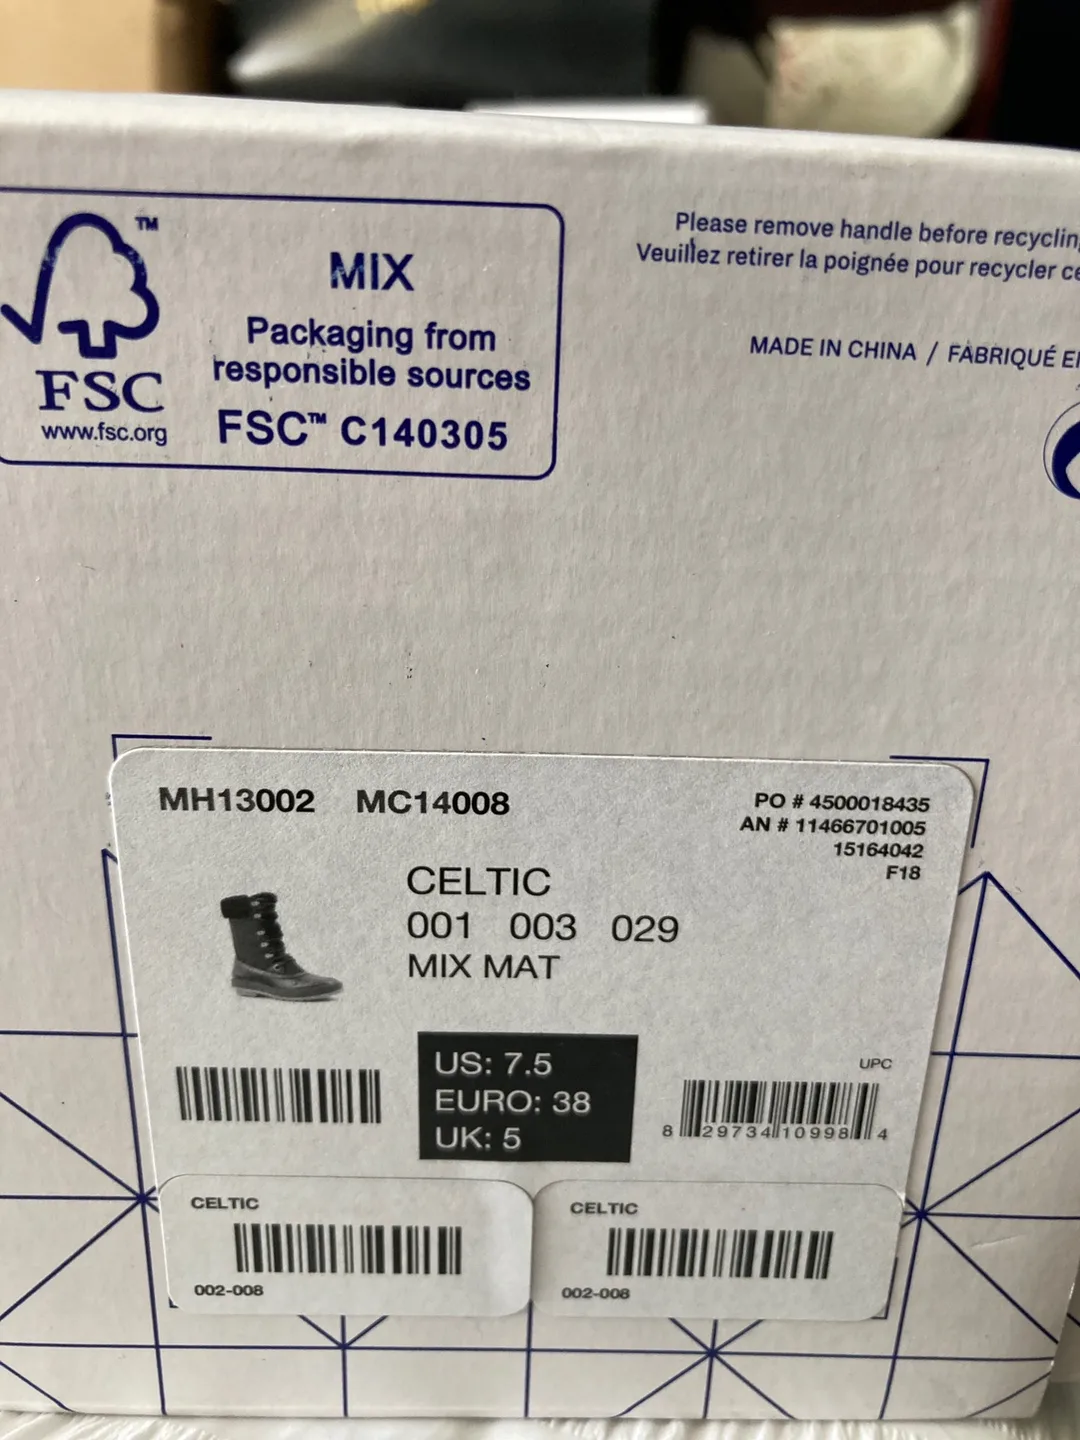 TM
MIX
Packaging from
responsible sources
FSC
www.fsc.org
FSC™ C140305
Please remove handle before recyclin
Veuillez retirer la poignée pour recycler ce
MADE IN CHINA / FABRIQUÉ EN
MH13002 MC14008
PO # 4500018435
AN # 11466701005
15164042
F18
CELTIC
001 003 029
MIX MAT
US: 7.5
EURO: 38
UK: 5
UPC
8 29734 10998 4
CELTIC
002-008
CELTIC
002-008